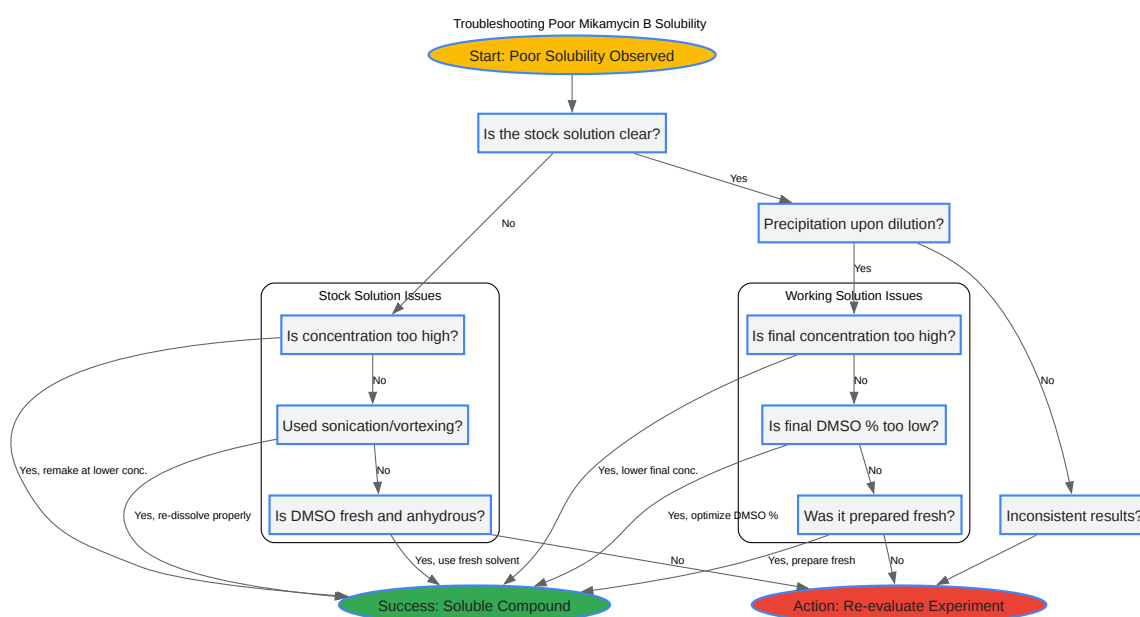 Troubleshooting Poor Mikamycin B Solubility
Start: Poor Solubility Observed
Is the stock solution clear?
Yes
No
Precipitation upon dilution?
Yes
Stock Solution Issues
Working Solution Issues
Is concentration too high?
Is final concentration too high?
No
No
No
Used sonication/vortexing?
Is final DMSO % too low?
Yes, remake at lower conc.
No
Yes, lower final conc.
No
Yes, re-dissolve properly
Is DMSO fresh and anhydrous?
Yes, optimize DMSO %
Was it prepared fresh?
Inconsistent results?
Yes, use fresh solvent
No
Yes, prepare fresh
No
Success: Soluble Compound
Action: Re-evaluate Experiment